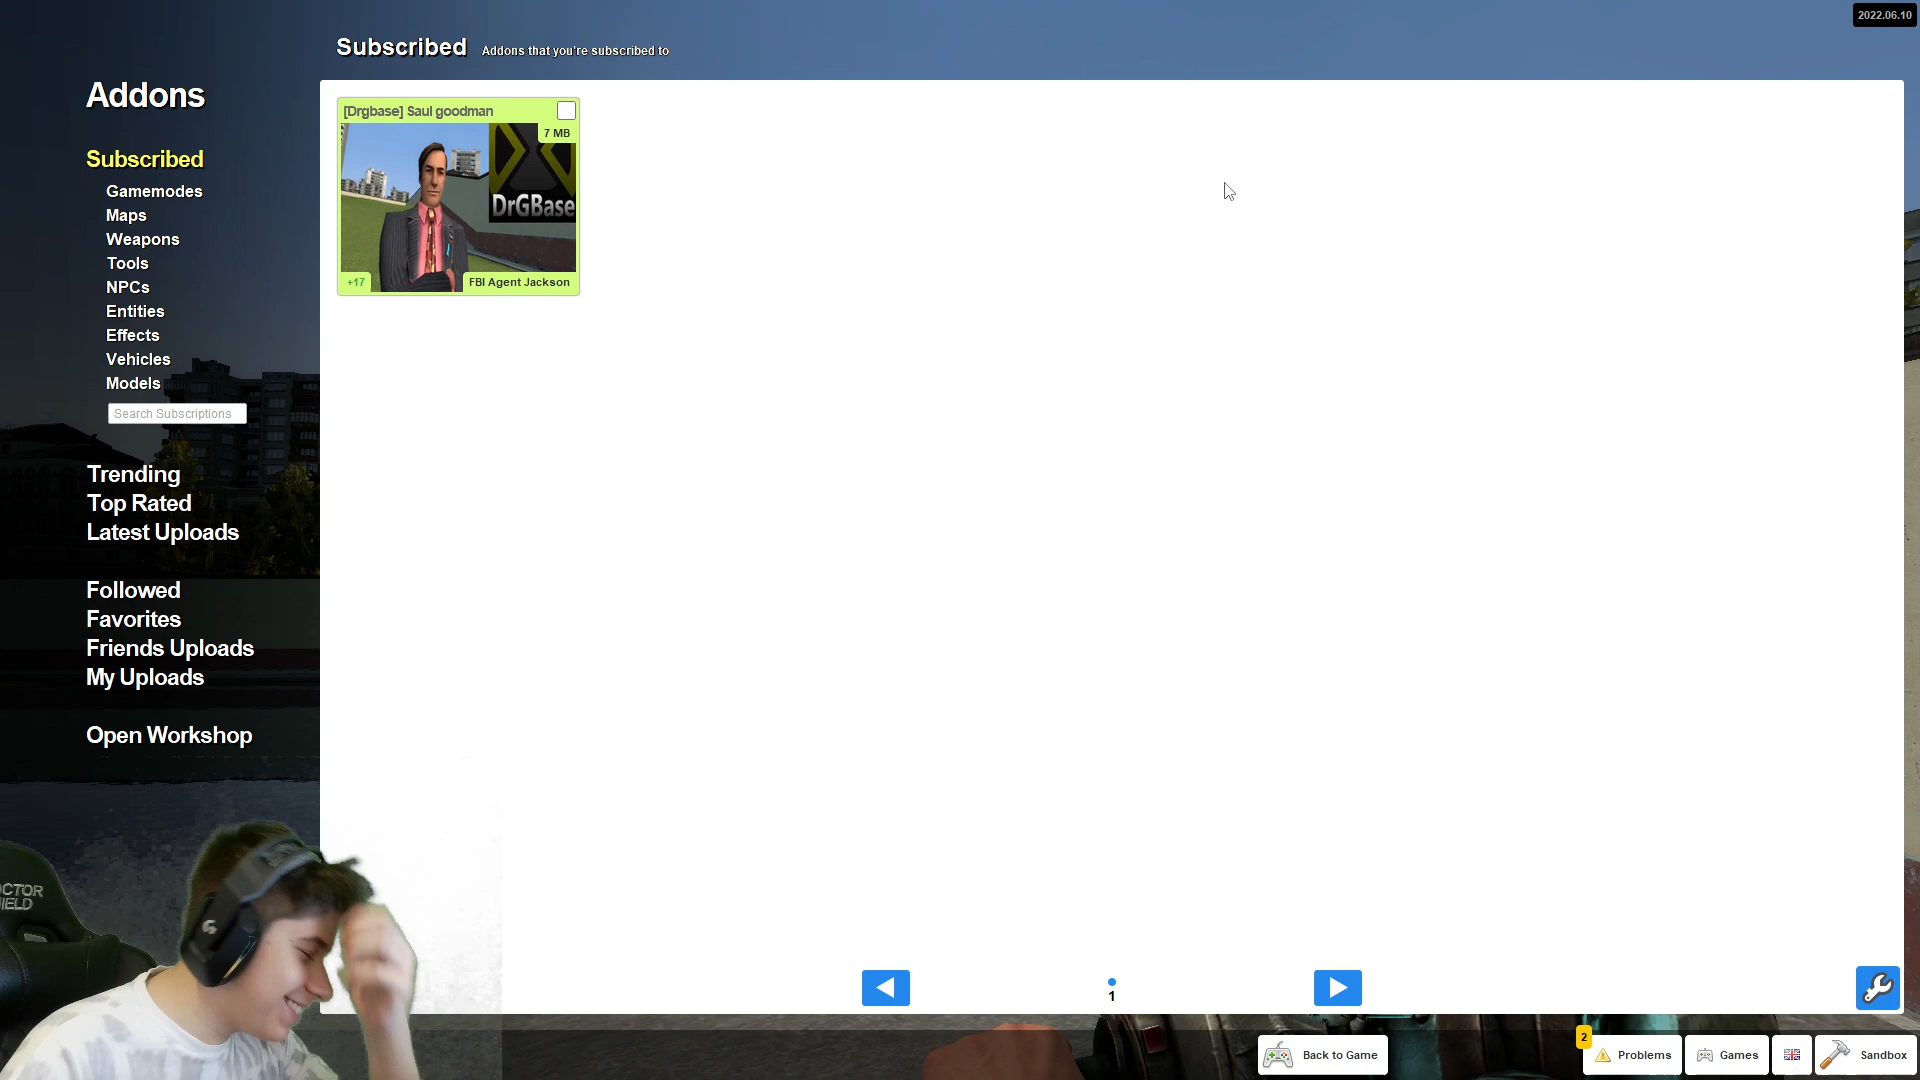 2022.06.10
Subscribed Addons that you're subscribed to
Addons
Subscribed
Gamemodes
Maps
Weapons
Tools
NPCs
Entities
Effects
Vehicles
Models
Search Subscriptions
Trending
Top Rated
Latest Uploads
Followed
Favorites
Friends Uploads
My Uploads
Open Workshop
[Drgbase] Saul goodman
7 MB
DrGBase
+17
FBI Agent Jackson
1
2
Back to Game
Problems
Games
Sandbox